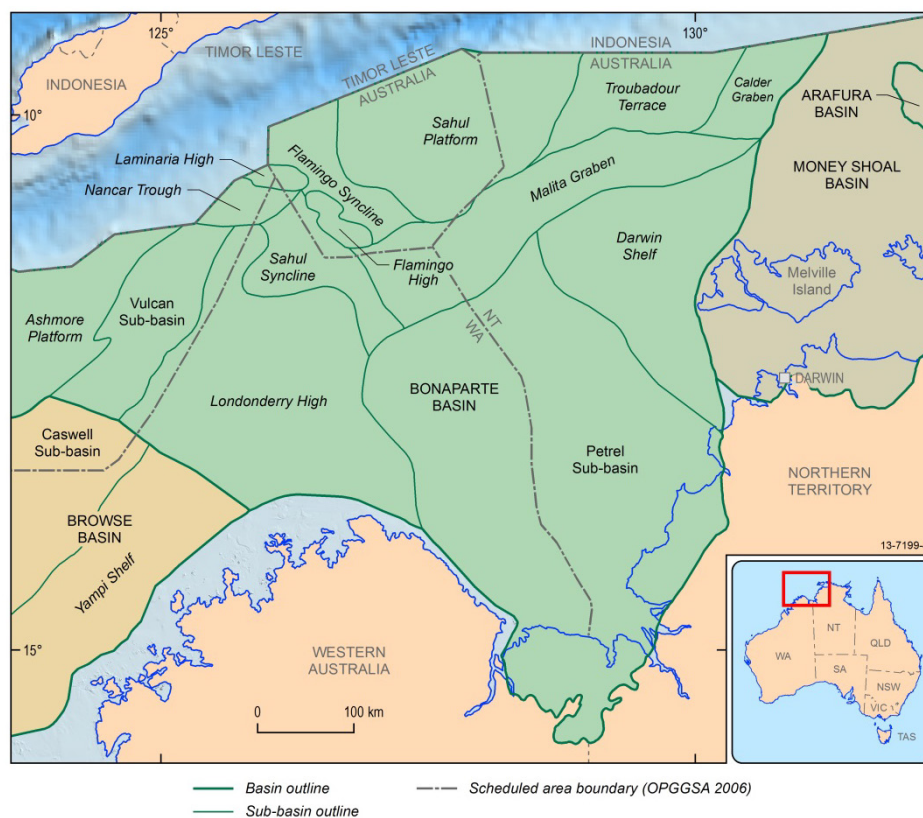 125°
130°
TIMOR LESTE
INDONESIA
TIMOR LESTE
AUSTRALIA
INDONESIA
AUSTRALIA
10°
Troubadour
Terrace
Calder
Graben
ARAFURA
BASIN
Sahul
Platform
Laminaria High
Flamingo Syncline
Nancar Trough
Malita Graben
MONEY SHOAL
BASIN
Sahul
Syncline
Flamingo
High
Darwin
Shelf
Melville
Island
Vulcan
Sub-basin
Ashmore
Platform
NT
WA
DARWIN
Londonderry High
BONAPARTE
BASIN
Caswell
Sub-basin
Petrel
Sub-basin
NORTHERN
TERRITORY
BROWSE
BASIN
Yampi Shelf
13-7199-
15°
WESTERN
AUSTRALIA
0
100 km
WA
NT
QLD
SA
NSW
VIC
TAS
Basin outline
Sub-basin outline
Scheduled area boundary (OPGGSA 2006)